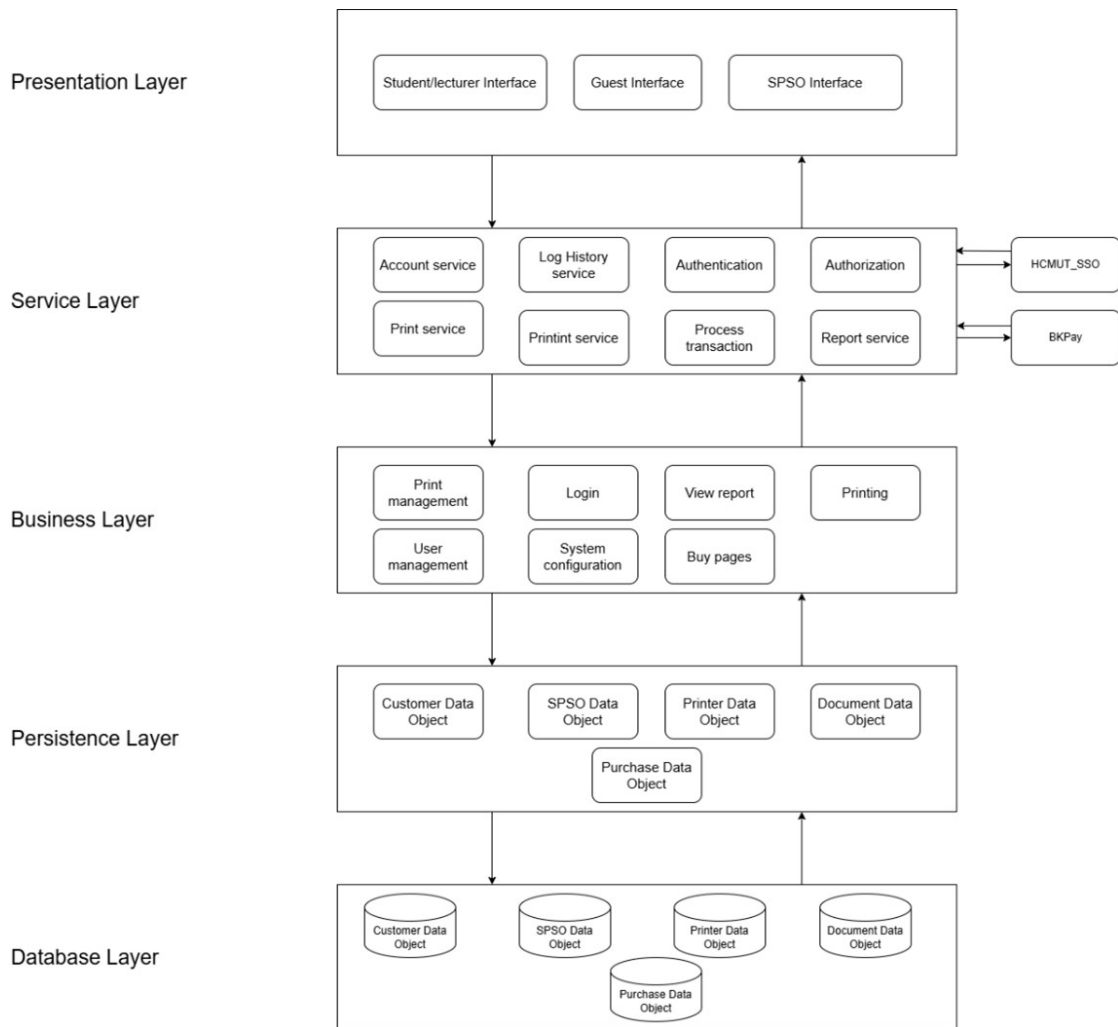 Presentation Layer
Student/lecturer Interface
Guest Interface
SPSO Interface
Service Layer
Account service
Log History
service
Authentication
Authorization
HCMUT_SSO
Print service
Printint service
Process
transaction
Report service
BKPay
Business Layer
Print
management
Login
View report
Printing
User
management
System
configuration
Buy pages
Persistence Layer
Customer Data
Object
SPSO Data
Object
Printer Data
Object
Document Data
Object
Purchase Data
Object
Database Layer
Customer Data
Object
SPSO Data
Object
Printer Data
Object
Document Data
Object
Purchase Data
Object